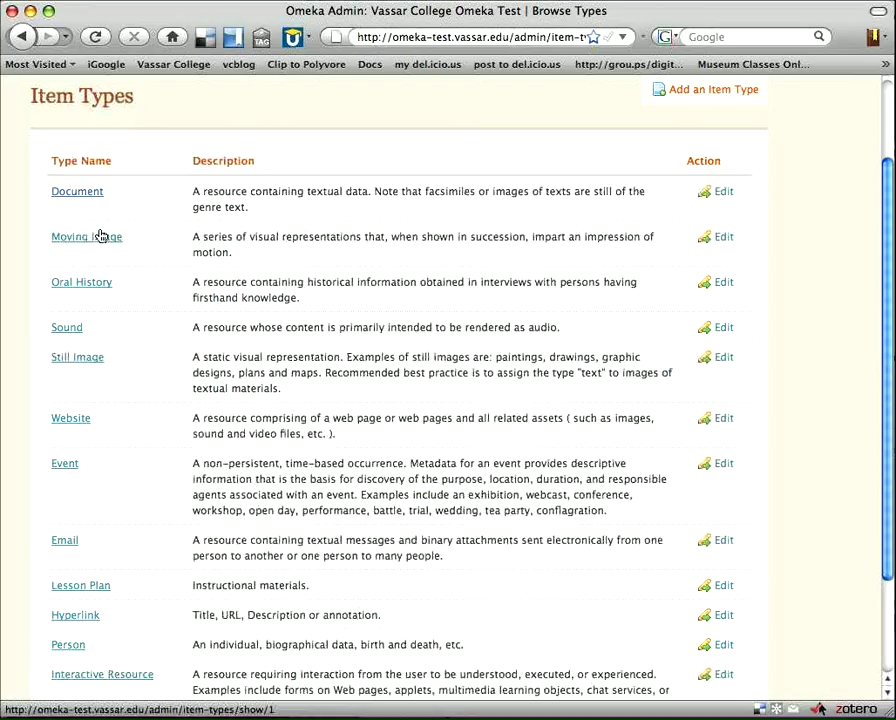 Omeka Admin: Vassar College Omeka Test | Browse Types
http://omeka-test.vassar.edu/admin/item-t
Google
Most Visited iGoogle Vassar College vcblog Clip to Polyvore Docs my del.icio.us post to del.icio.us http://grou.ps/digit... Museum Classes Onl... »
Item Types
Add an Item Type
Type Name Description Action
Document A resource containing textual data. Note that facsimiles or images of texts are still of the Edit
genre text.
Moving Image A series of visual representations that, when shown in succession, impart an impression of Edit
motion.
Oral History A resource containing historical information obtained in interviews with persons having Edit
firsthand knowledge.
Sound A resource whose content is primarily intended to be rendered as audio. Edit
Still Image A static visual representation. Examples of still images are: paintings, drawings, graphic Edit
designs, plans and maps. Recommended best practice is to assign the type "text" to images of
textual materials.
Website A resource comprising of a web page or web pages and all related assets ( such as images, Edit
sound and video files, etc. ).
Event A non-persistent, time-based occurrence. Metadata for an event provides descriptive Edit
information that is the basis for discovery of the purpose, location, duration, and responsible
agents associated with an event. Examples include an exhibition, webcast, conference,
workshop, open day, performance, battle, trial, wedding, tea party, conflagration.
Email A resource containing textual messages and binary attachments sent electronically from one Edit
person to another or one person to many people.
Lesson Plan Instructional materials. Edit
Hyperlink Title, URL, Description or annotation. Edit
Person An individual, biographical data, birth and death, etc. Edit
Interactive Resource A resource requiring interaction from the user to be understood, executed, or experienced. Edit
Examples include forms on Web pages, applets, multimedia learning objects, chat services, or
http://omeka-test.vassar.edu/admin/item-types/show/1 zotero